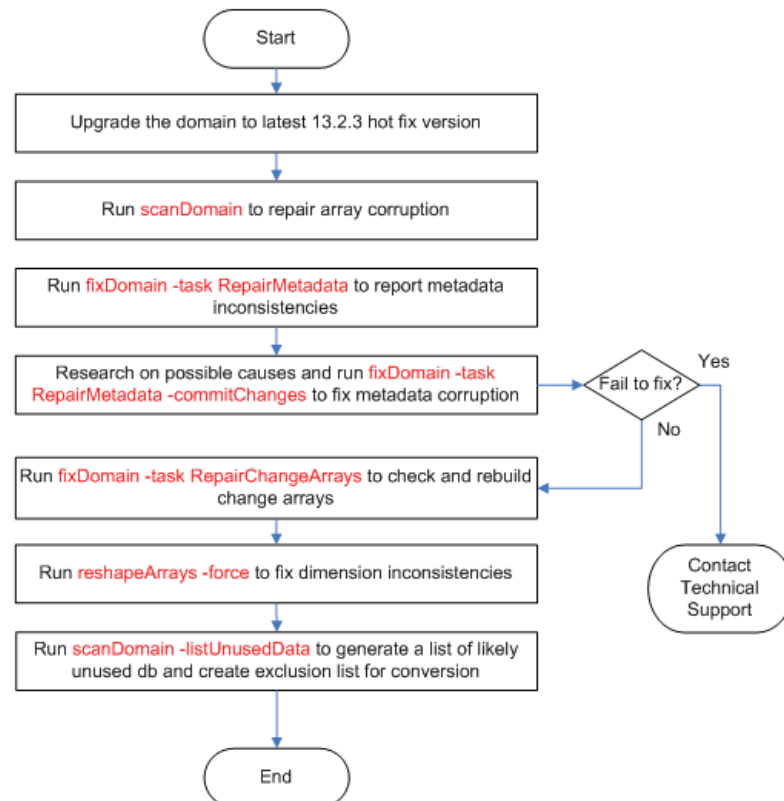 Start
Upgrade the domain to latest 13.2.3 hot fix version
Run scanDomain to repair array corruption
Run fixDomain -task RepairMetadata to report metadata
inconsistencies
Research on possible causes and run fixDomain -task
RepairMetadata -commitChanges to fix metadata corruption
Fail to fix?
Yes
No
Run fixDomain -task RepairChangeArrays to check and rebuild
change arrays
Run reshapeArrays -force to fix dimension inconsistencies
Contact
Technical
Support
Run scanDomain -listUnusedData to generate a list of likely
unused db and create exclusion list for conversion
End